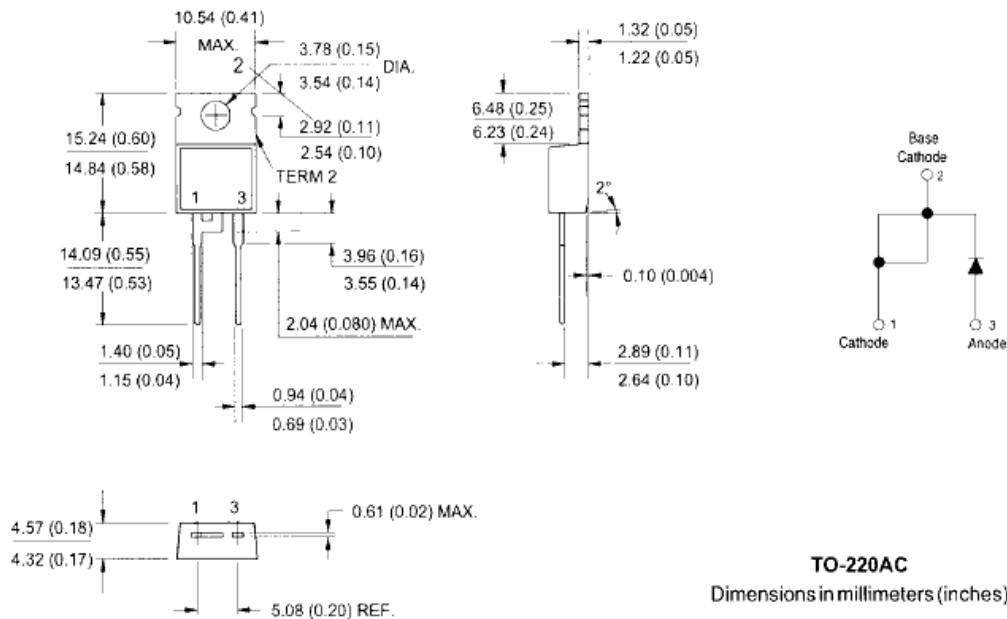 10.54 (0.41)
MAX.
2
3.78 (0.15)
3.54 (0.14)
DIA.
15.24 (0.60)
14.84 (0.58)
2.92 (0.11)
2.54 (0.10)
TERM 2
1 3
14.09 (0.55)
13.47 (0.53)
3.96 (0.16)
3.55 (0.14)
2.04 (0.080) MAX.
1.40 (0.05)
1.15 (0.04)
0.94 (0.04)
0.69 (0.03)
1.32 (0.05)
1.22 (0.05)
6.48 (0.25)
6.23 (0.24)
2°
0.10 (0.004)
2.89 (0.11)
2.64 (0.10)
Base
Cathode
2
1
Cathode
3
Anode
1 3
4.57 (0.18)
4.32 (0.17)
0.61 (0.02) MAX.
5.08 (0.20) REF.
TO-220AC
Dimensions in millimeters (inches)